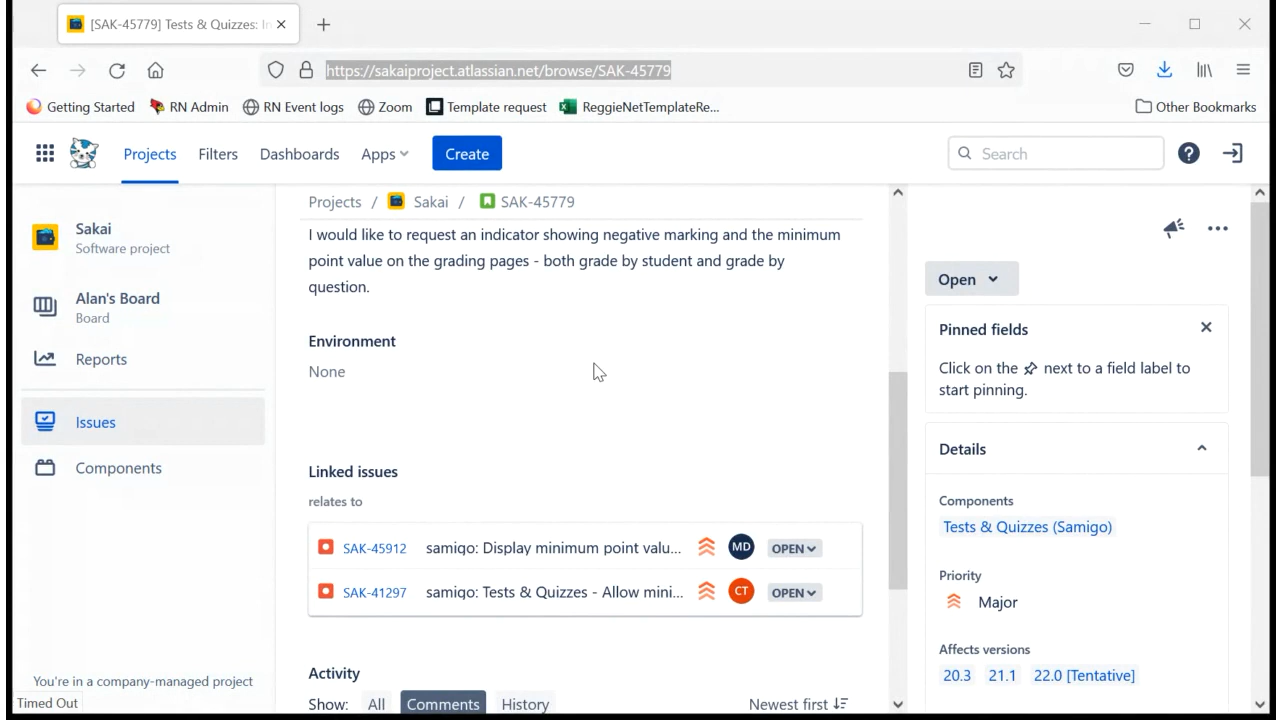 [SAK-45779] Tests & Quizzes: In
https://sakaiproject.atlassian.net/browse/SAK-45779
Getting Started
RN Admin
RN Event logs
Zoom
Template request
ReggieNetTemplateRe...
Other Bookmarks
Projects
Filters
Dashboards
Apps
Create
Search
Projects / Sakai / SAK-45779
Sakai
Software project
Alan's Board
Board
Reports
Issues
Components
You're in a company-managed project
Timed Out
I would like to request an indicator showing negative marking and the minimum
point value on the grading pages - both grade by student and grade by
question.
Environment
None
Linked issues
relates to
SAK-45912 samigo: Display minimum point valu... MD OPEN
SAK-41297 samigo: Tests & Quizzes - Allow mini... CT OPEN
Activity
Show: All Comments History Newest first
Open
Pinned fields
Click on the next to a field label to
start pinning.
Details
Components
Tests & Quizzes (Samigo)
Priority
Major
Affects versions
20.3 21.1 22.0 [Tentative]